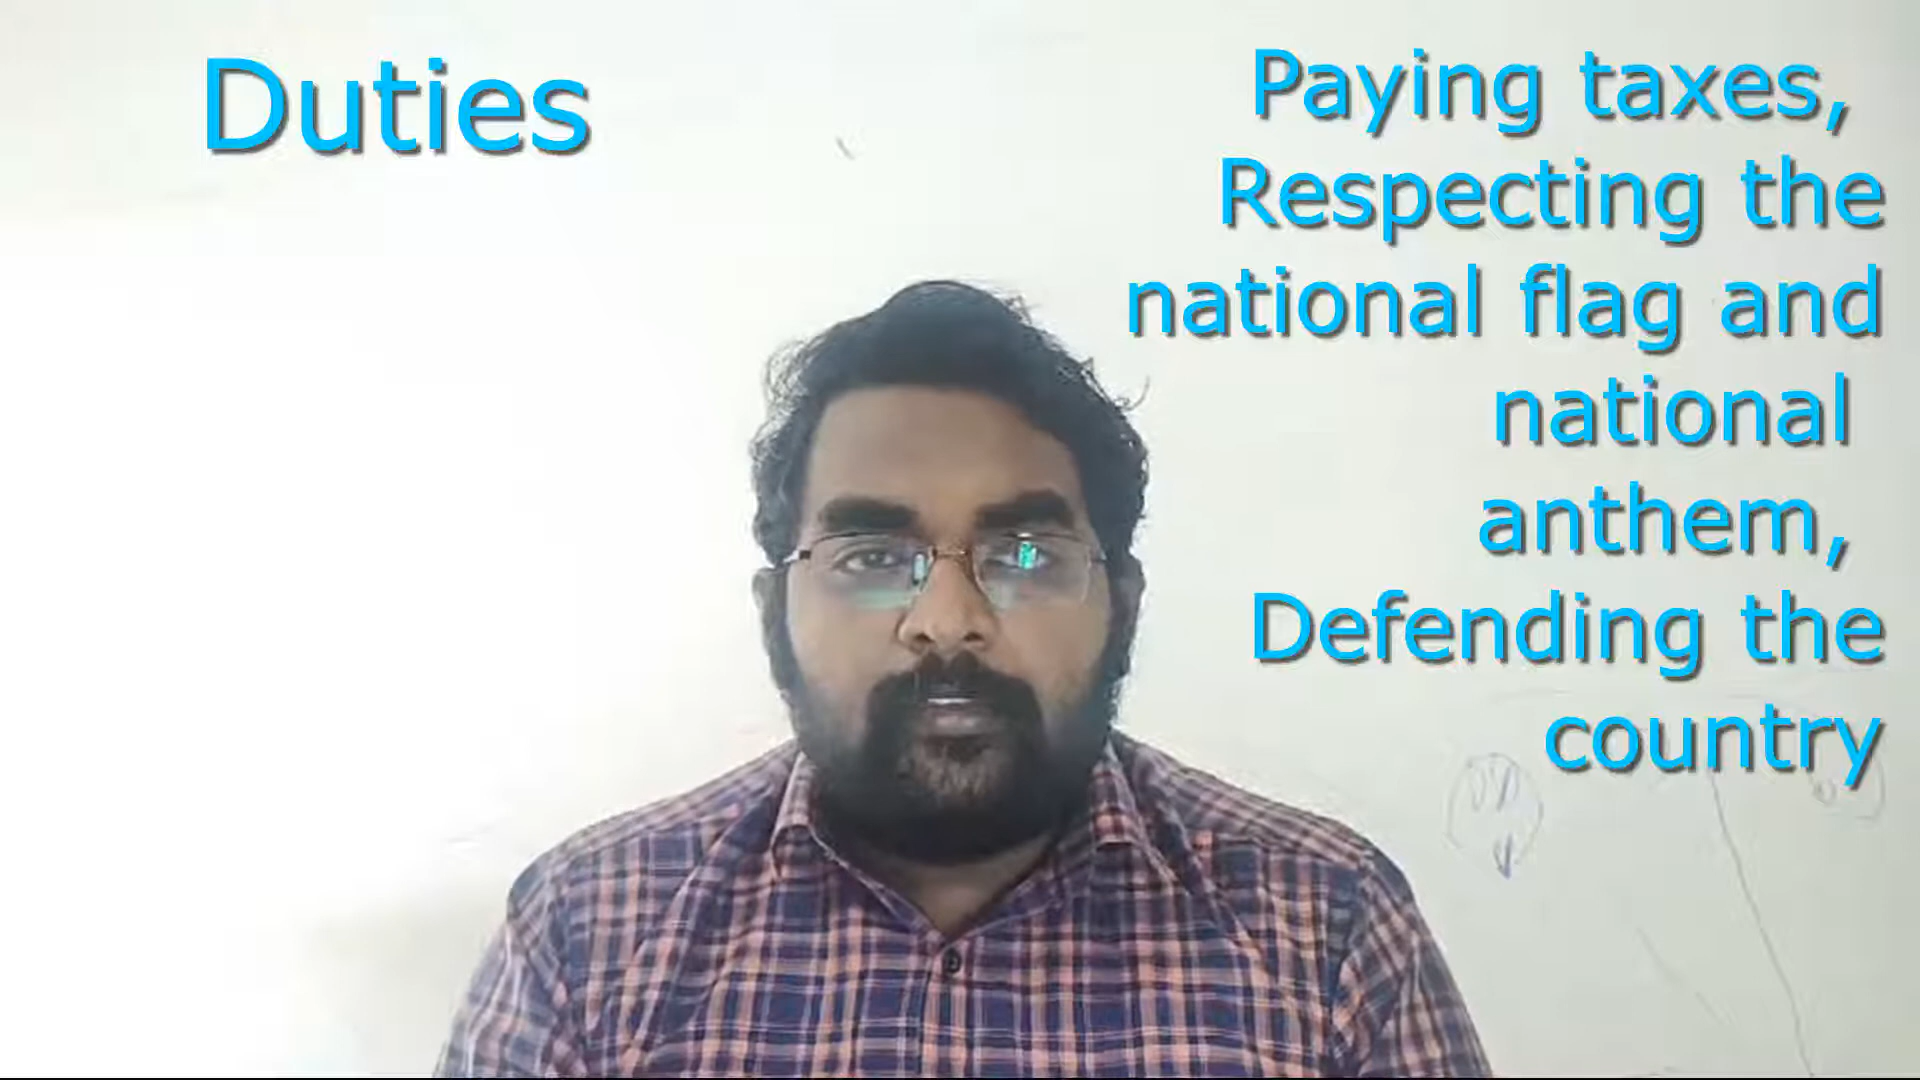 Duties
Paying taxes,
Respecting the
national flag and
national
anthem,
Defending the
country